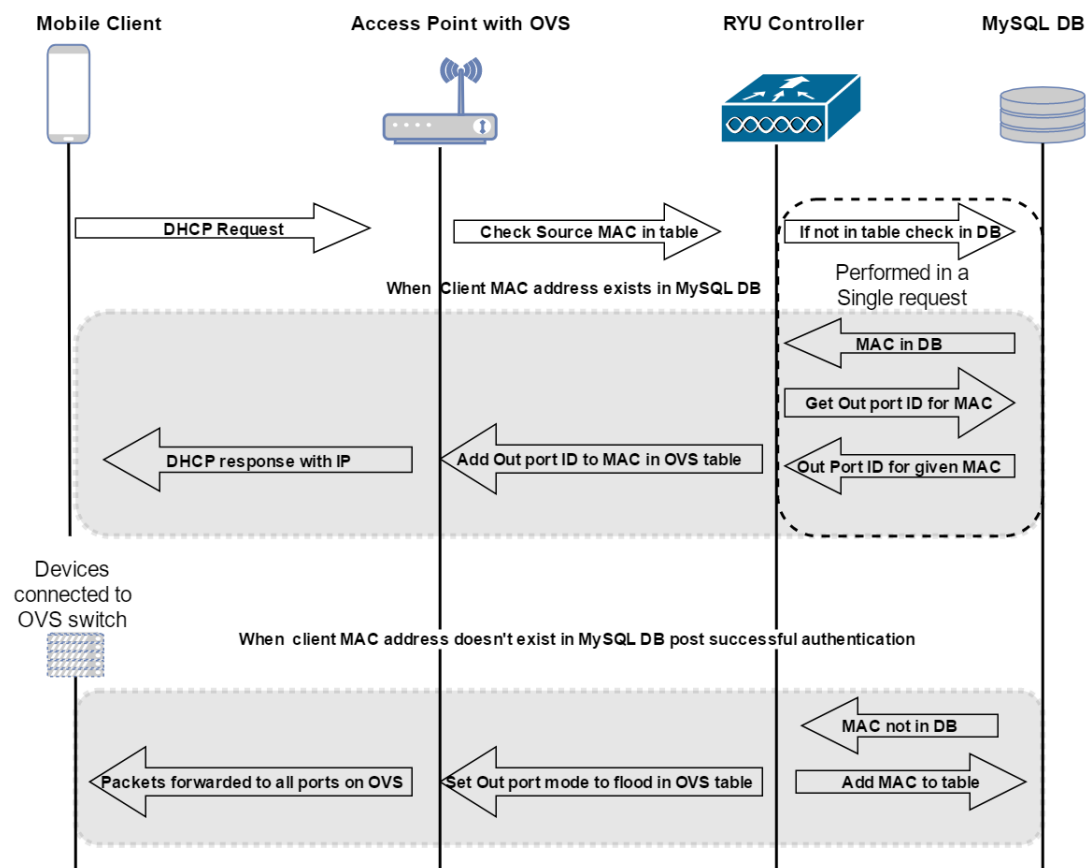 Mobile Client
Access Point with OVS
RYU Controller
MySQL DB
DHCP Request
Check Source MAC in table
If not in table check in DB
Performed in a
Single request
When Client MAC address exists in MySQL DB
MAC in DB
Get Out port ID for MAC
DHCP response with IP
Add Out port ID to MAC in OVS table
Out Port ID for given MAC
Devices
connected to
OVS switch
When client MAC address doesn't exist in MySQL DB post successful authentication
MAC not in DB
Packets forwarded to all ports on OVS
Set Out port mode to flood in OVS table
Add MAC to table